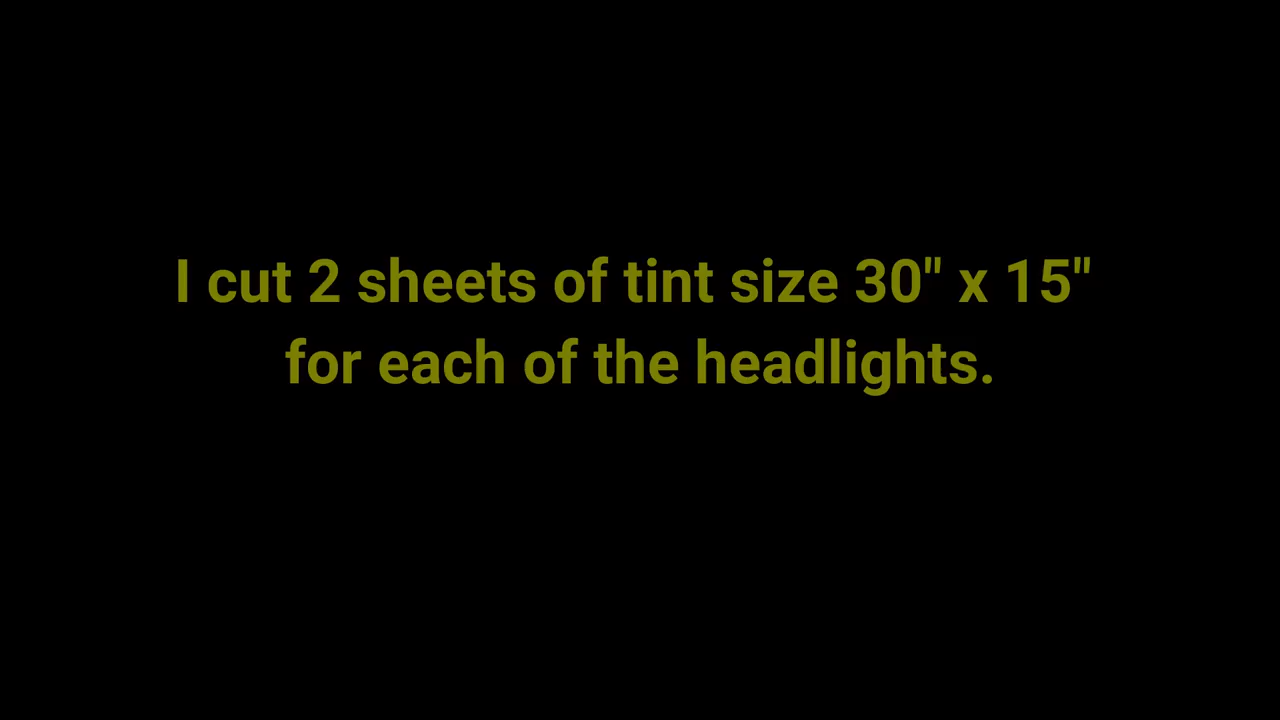 I cut 2 sheets of tint size 30" x 15"
for each of the headlights.